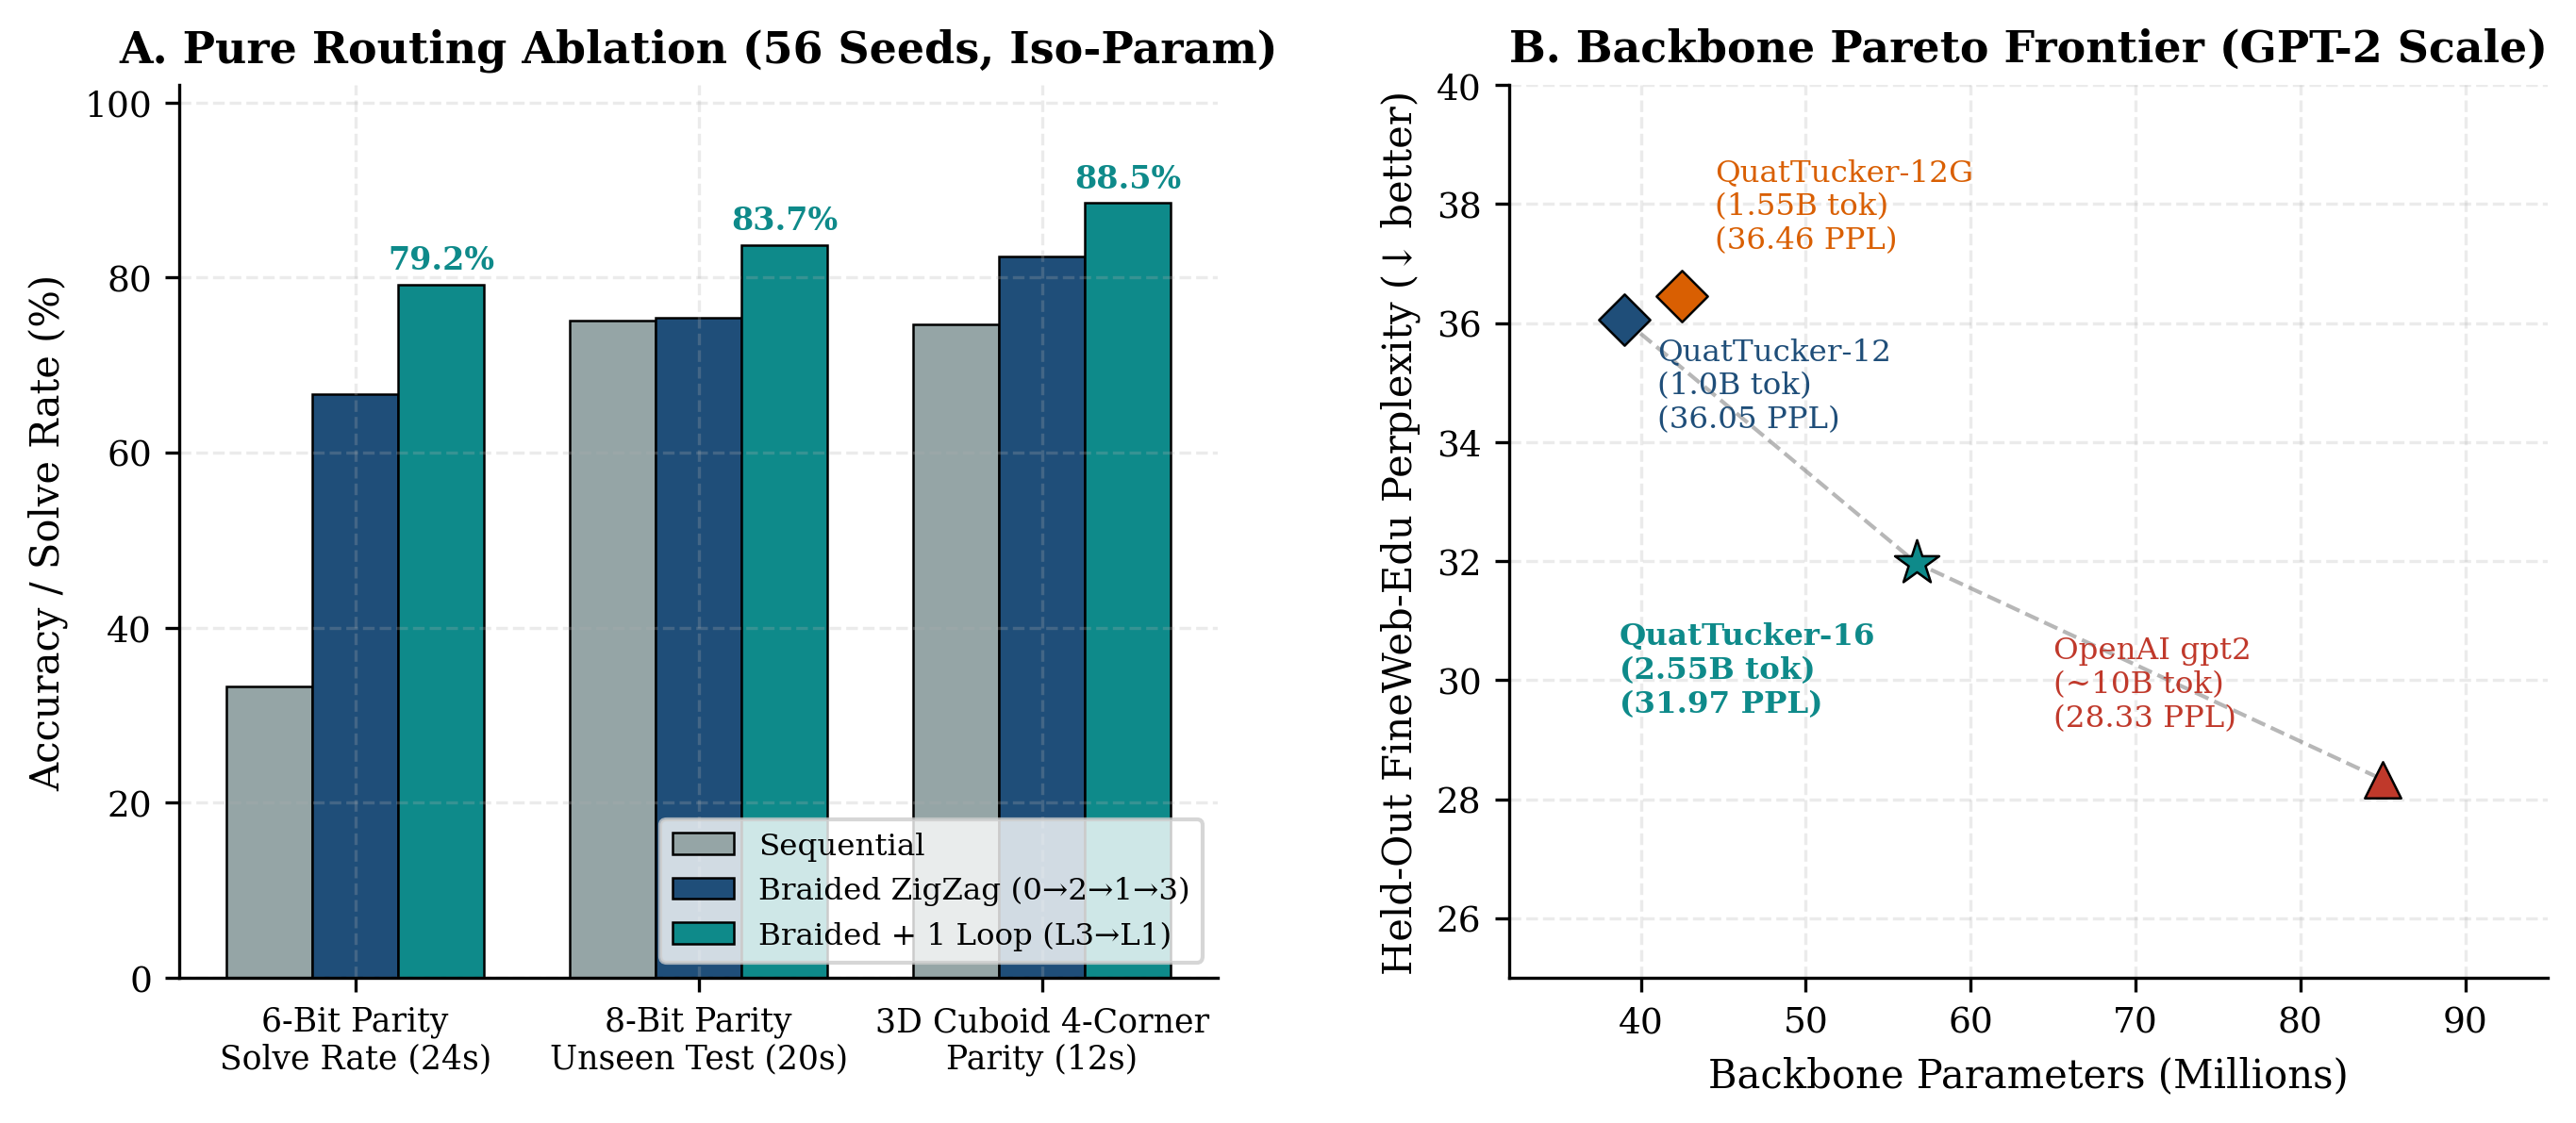 A. Pure Routing Ablation (56 Seeds, Iso-Param)
Accuracy / Solve Rate (%)
100
80
60
40
20
0
79.2%
83.7%
88.5%
Sequential
Braided ZigZag (0→2→1→3)
Braided + 1 Loop (L3→L1)
6-Bit Parity
Solve Rate (24s)
8-Bit Parity
Unseen Test (20s)
3D Cuboid 4-Corner
Parity (12s)
B. Backbone Pareto Frontier (GPT-2 Scale)
Held-Out FineWeb-Edu Perplexity (↓ better)
40
38
36
34
32
30
28
26
QuatTucker-12G
(1.55B tok)
(36.46 PPL)
QuatTucker-12
(1.0B tok)
(36.05 PPL)
QuatTucker-16
(2.55B tok)
(31.97 PPL)
OpenAI gpt2
(~10B tok)
(28.33 PPL)
40
50
60
70
80
90
Backbone Parameters (Millions)